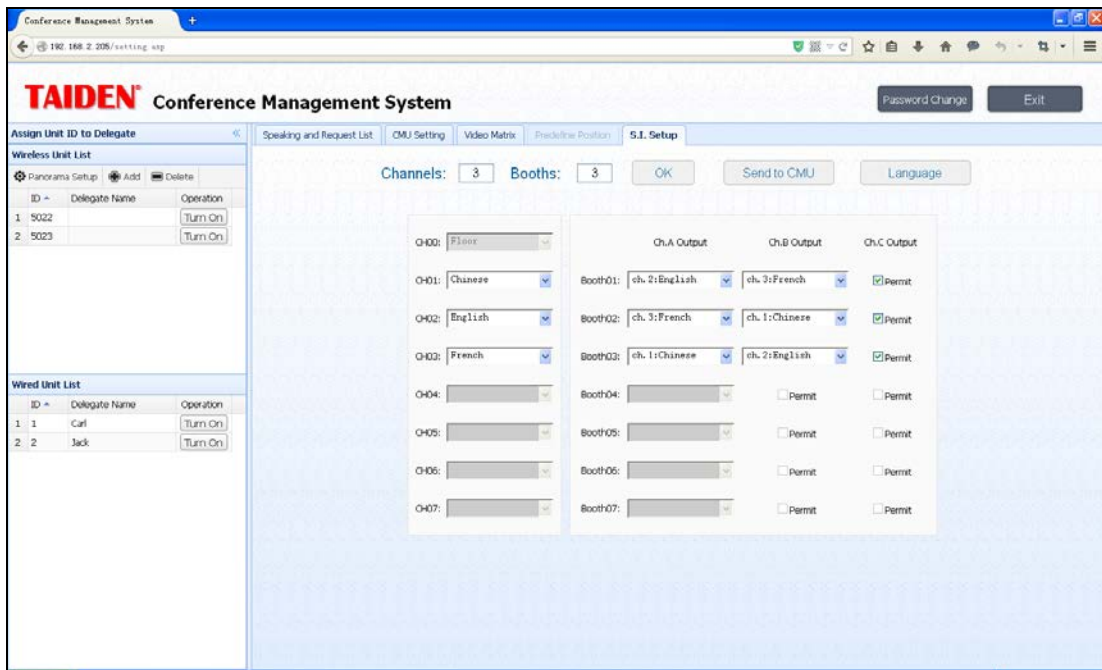 Conference Management System
192.168.2.205/setting.asp
TAIDEN® Conference Management System
Password Change
Exit
Assign Unit ID to Delegate
Wireless Unit List
Panorama Setup Add Delete
ID Delegate Name Operation
1 5022 Turn On
2 5023 Turn On
Wired Unit List
ID Delegate Name Operation
1 1 Carl Turn On
2 2 Jack Turn On
Speaking and Request List CMU Setting Video Matrix Predefine Position S.I. Setup
Channels: 3 Booths: 3 OK Send to CMU Language
CH00: Floor Ch.A Output Ch.B Output Ch.C Output
CH01: Chinese Booth01: ch.2:English ch.3:French Permit
CH02: English Booth02: ch.3:French ch.1:Chinese Permit
CH03: French Booth03: ch.1:Chinese ch.2:English Permit
CH04: Booth04: Permit Permit
CH05: Booth05: Permit Permit
CH06: Booth06: Permit Permit
CH07: Booth07: Permit Permit